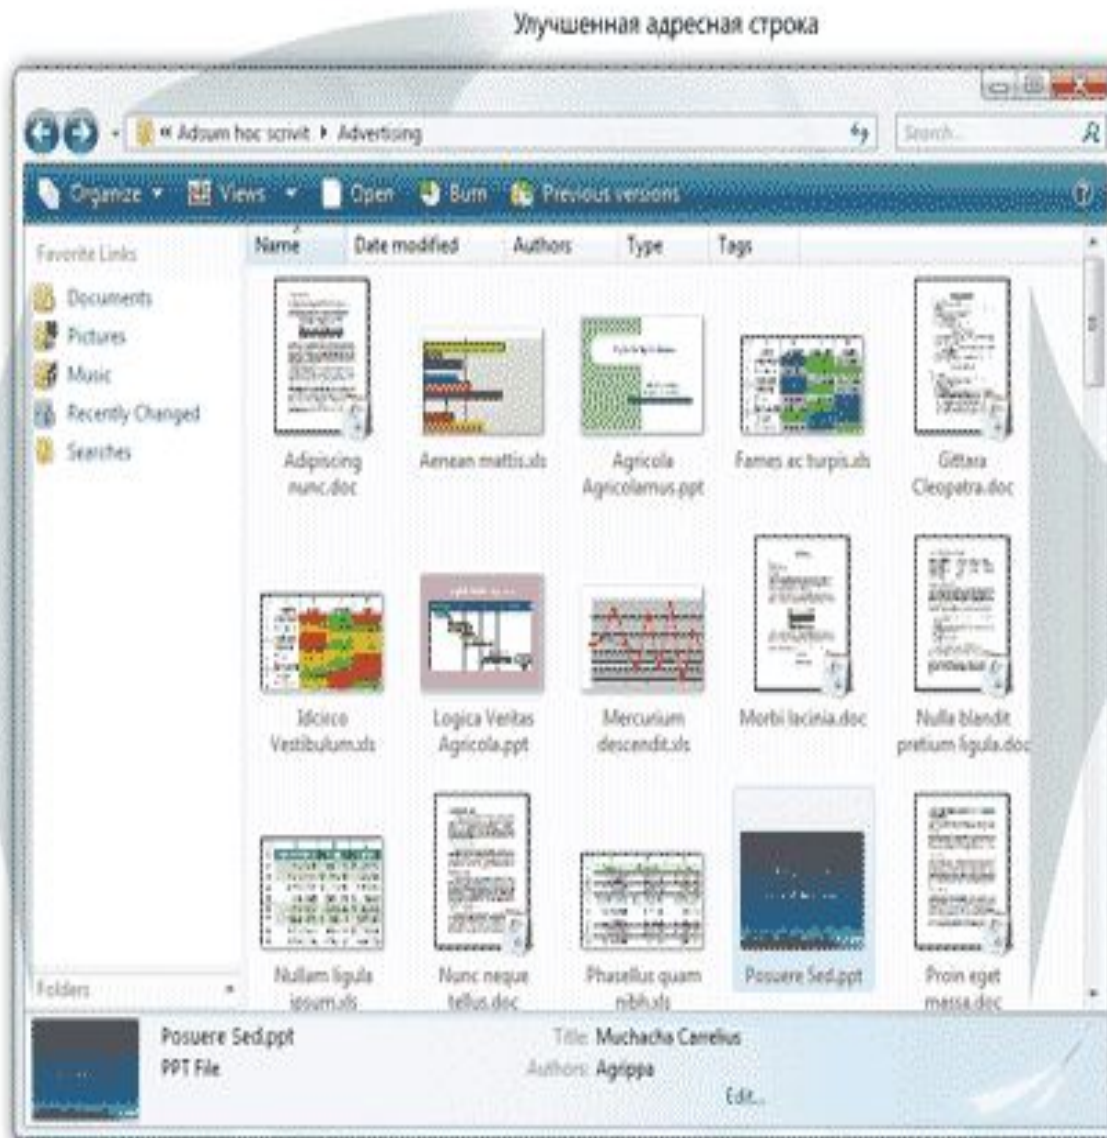 Улучшенная адресная строка
« Adsum hoc scrivit ▸ Advertising
Search...
Organize Views Open Burn Previous versions
Favorite Links
Documents
Pictures
Music
Recently Changed
Searches
Folders
Name Date modified Authors Type Tags
Adipiscing nunc.doc
Aenean mattis.xls
Agricola Agricolamus.ppt
Fames ac turpis.xls
Gittara Cleopatra.doc
Idcirco Vestibulum.xls
Logica Veritas Agricola.ppt
Mercurium descendit.xls
Morbi lacinia.doc
Nulla blandit pretium ligula.doc
Nullam ligula ipsum.xls
Nunc neque tellus.doc
Phasellus quam nibh.xls
Posuere Sed.ppt
Proin eget massa.doc
Posuere Sed.ppt
PPT File
Title: Muchacha Carrelius
Authors: Agrippa
Edit...